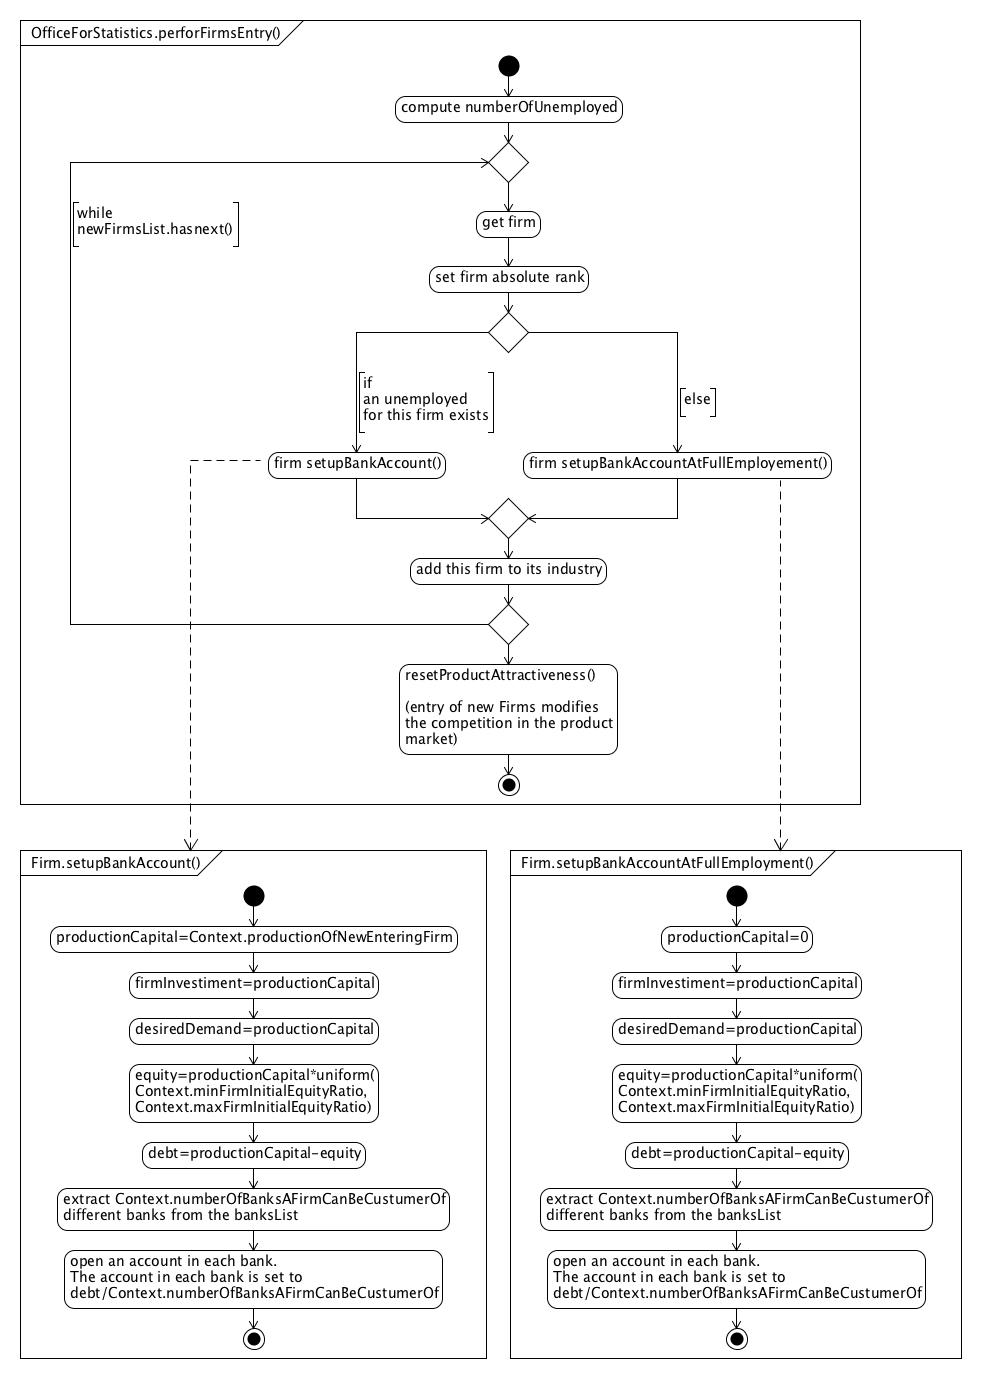 OfficeForStatistics.perforFirmsEntry()
compute numberOfUnemployed
while
newFirmsList.hasnext()
get firm
set firm absolute rank
if
an unemployed
for this firm exists
else
firm setupBankAccount()
firm setupBankAccountAtFullEmployement()
add this firm to its industry
resetProductAttractiveness()
(entry of new Firms modifies
the competition in the product
market)
Firm.setupBankAccount()
productionCapital=Context.productionOfNewEnteringFirm
firmInvestiment=productionCapital
desiredDemand=productionCapital
equity=productionCapital*uniform(
Context.minFirmInitialEquityRatio,
Context.maxFirmInitialEquityRatio)
debt=productionCapital-equity
extract Context.numberOfBanksAFirmCanBeCustumerOf
different banks from the banksList
open an account in each bank.
The account in each bank is set to
debt/Context.numberOfBanksAFirmCanBeCustumerOf
Firm.setupBankAccountAtFullEmployment()
productionCapital=0
firmInvestiment=productionCapital
desiredDemand=productionCapital
equity=productionCapital*uniform(
Context.minFirmInitialEquityRatio,
Context.maxFirmInitialEquityRatio)
debt=productionCapital-equity
extract Context.numberOfBanksAFirmCanBeCustumerOf
different banks from the banksList
open an account in each bank.
The account in each bank is set to
debt/Context.numberOfBanksAFirmCanBeCustumerOf